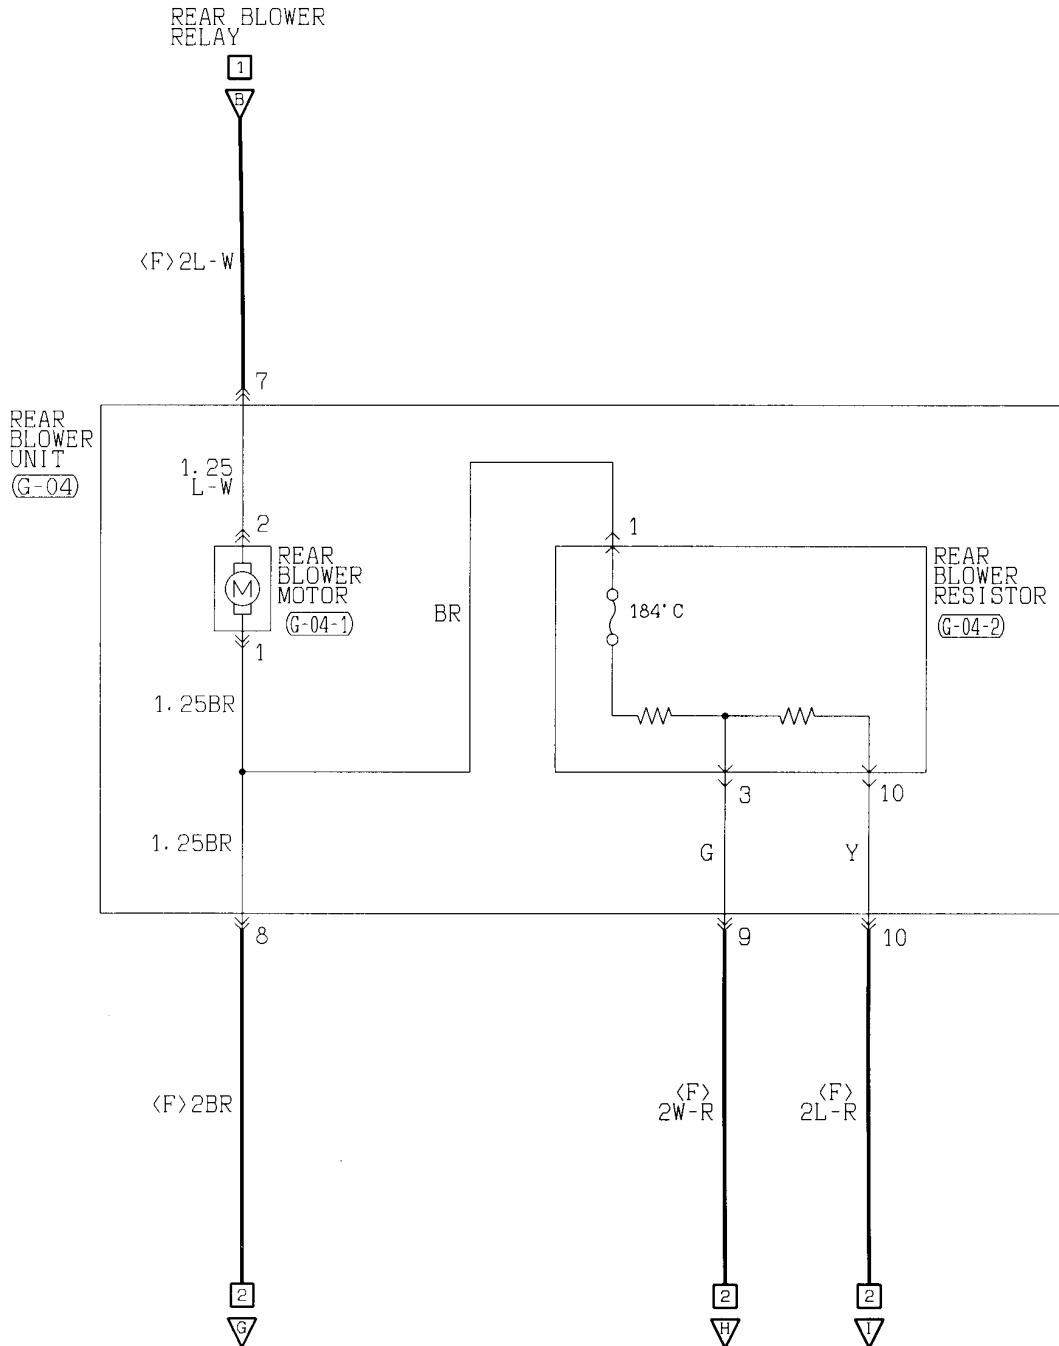 REAR BLOWER
RELAY
1
B
〈F〉2L-W
7
REAR
BLOWER
UNIT
G-04
1.25
L-W
2
REAR
BLOWER
MOTOR
G-04-1
M
1
BR
1
184°C
REAR
BLOWER
RESISTOR
G-04-2
1.25BR
3
10
1.25BR
G
Y
8
9
10
〈F〉2BR
〈F〉
2W-R
〈F〉
2L-R
2
2
2
G
H
I